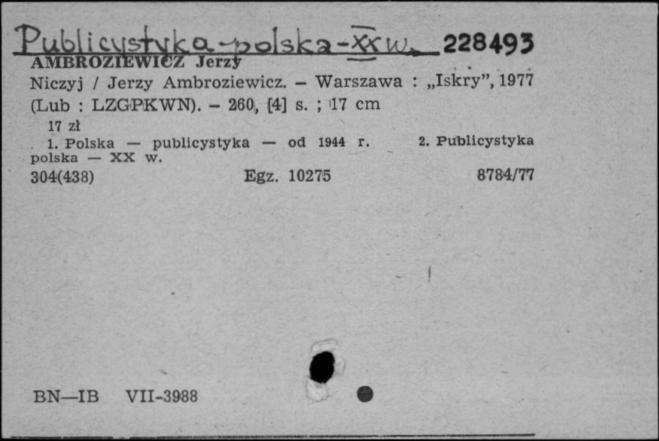 Publicystyka-polska-XX w. 228493
AMBROZIEWICZ Jerzy
Niczyj / Jerzy Ambroziewicz. – Warszawa : „Iskry”, 1977
(Lub : LZGPKWN). – 260, [4] s. ; 17 cm
17 zł
1. Polska — publicystyka — od 1944 r. 2. Publicystyka
polska — XX w.
304(438) Egz. 10275 8784/77
BN—IB VII-3988